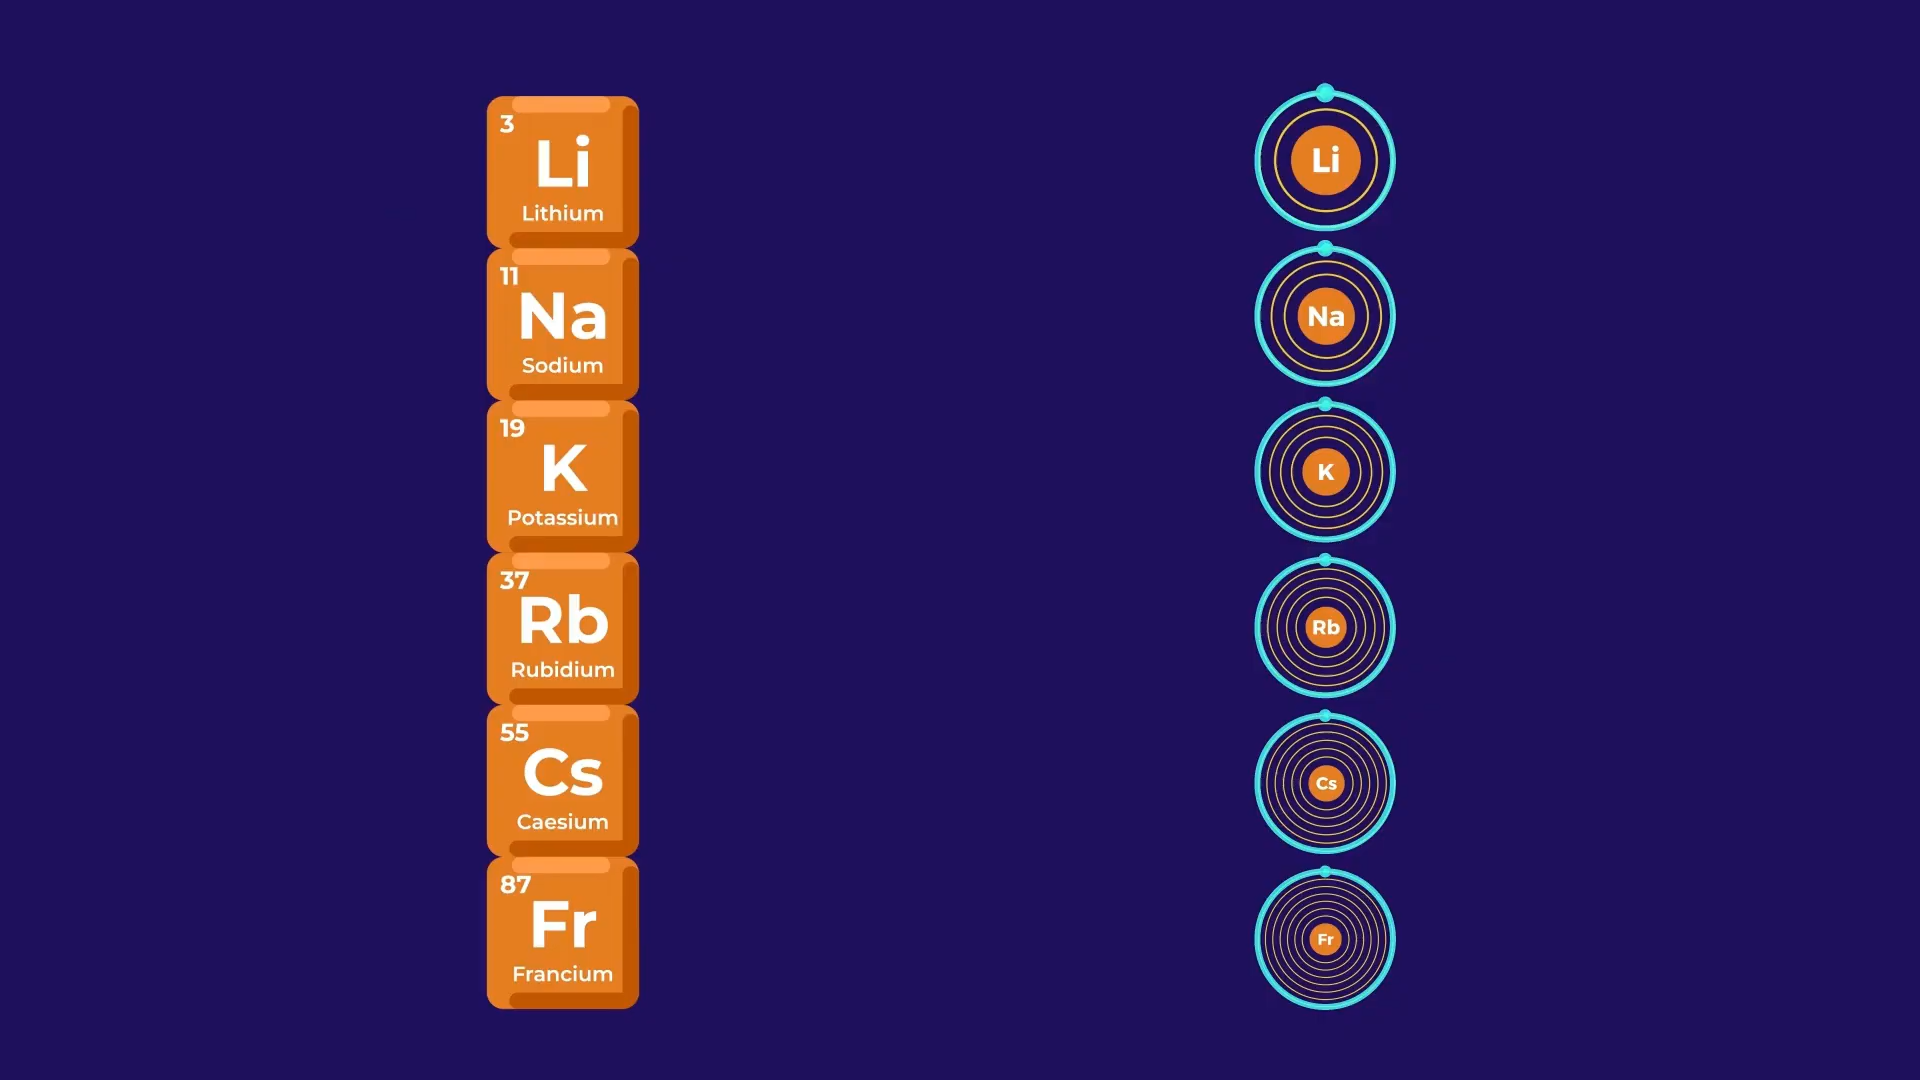 3
Li
Lithium
11
Na
Sodium
19
K
Potassium
37
Rb
Rubidium
55
Cs
Caesium
87
Fr
Francium
Li
Na
K
Rb
Cs
Fr